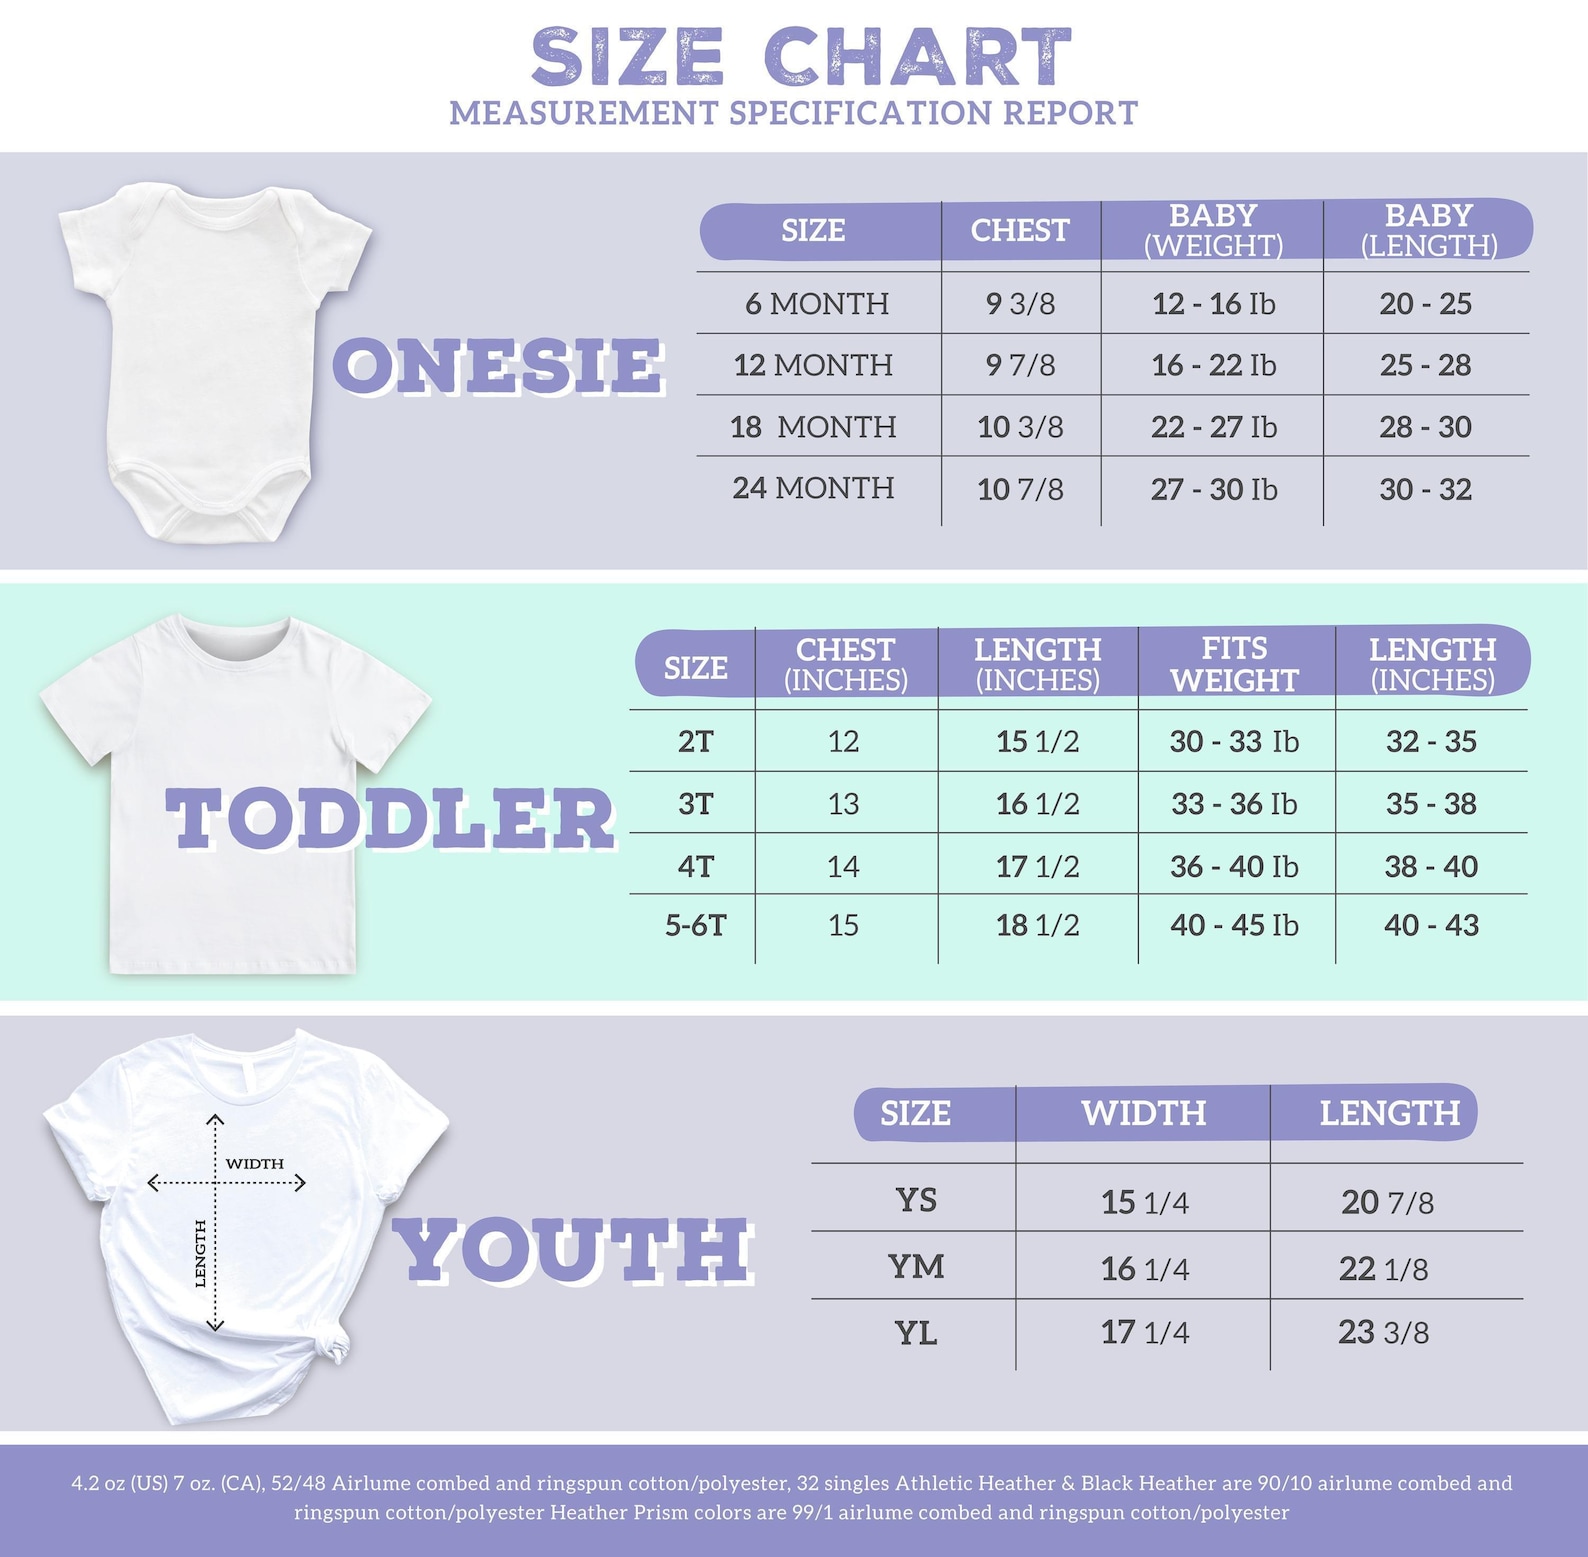 SIZE CHART
MEASUREMENT SPECIFICATION REPORT
ONESIE
SIZE CHEST BABY (WEIGHT) BABY (LENGTH)
6 MONTH 9 3/8 12 - 16 Ib 20 - 25
12 MONTH 9 7/8 16 - 22 Ib 25 - 28
18 MONTH 10 3/8 22 - 27 Ib 28 - 30
24 MONTH 10 7/8 27 - 30 Ib 30 - 32
TODDLER
SIZE CHEST (INCHES) LENGTH (INCHES) FITS WEIGHT LENGTH (INCHES)
2T 12 15 1/2 30 - 33 Ib 32 - 35
3T 13 16 1/2 33 - 36 Ib 35 - 38
4T 14 17 1/2 36 - 40 Ib 38 - 40
5-6T 15 18 1/2 40 - 45 Ib 40 - 43
WIDTH
LENGTH
YOUTH
SIZE WIDTH LENGTH
YS 15 1/4 20 7/8
YM 16 1/4 22 1/8
YL 17 1/4 23 3/8
4.2 oz (US) 7 oz. (CA), 52/48 Airlume combed and ringspun cotton/polyester, 32 singles Athletic Heather & Black Heather are 90/10 airlume combed and
ringspun cotton/polyester Heather Prism colors are 99/1 airlume combed and ringspun cotton/polyester